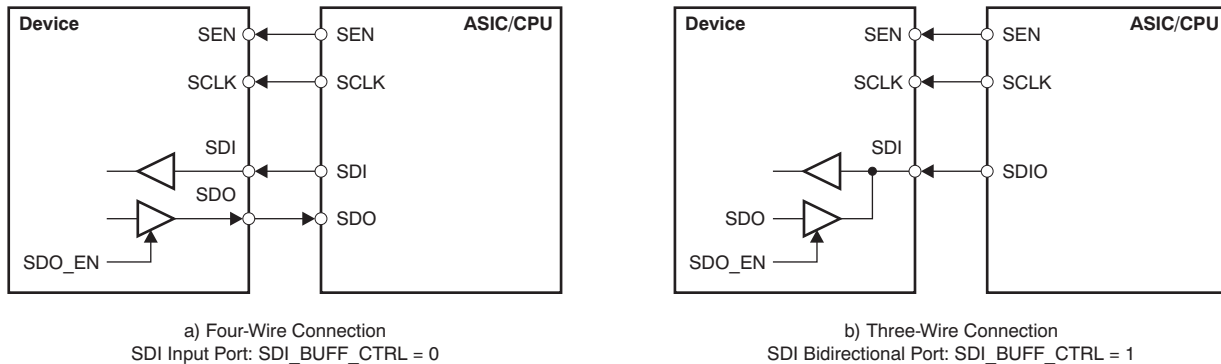 Device
ASIC/CPU
SEN
SEN
SCLK
SCLK
SDI
SDI
SDO
SDO
SDO_EN
a) Four-Wire Connection
SDI Input Port: SDI_BUFF_CTRL = 0
Device
ASIC/CPU
SEN
SEN
SCLK
SCLK
SDI
SDIO
SDO
SDO_EN
b) Three-Wire Connection
SDI Bidirectional Port: SDI_BUFF_CTRL = 1